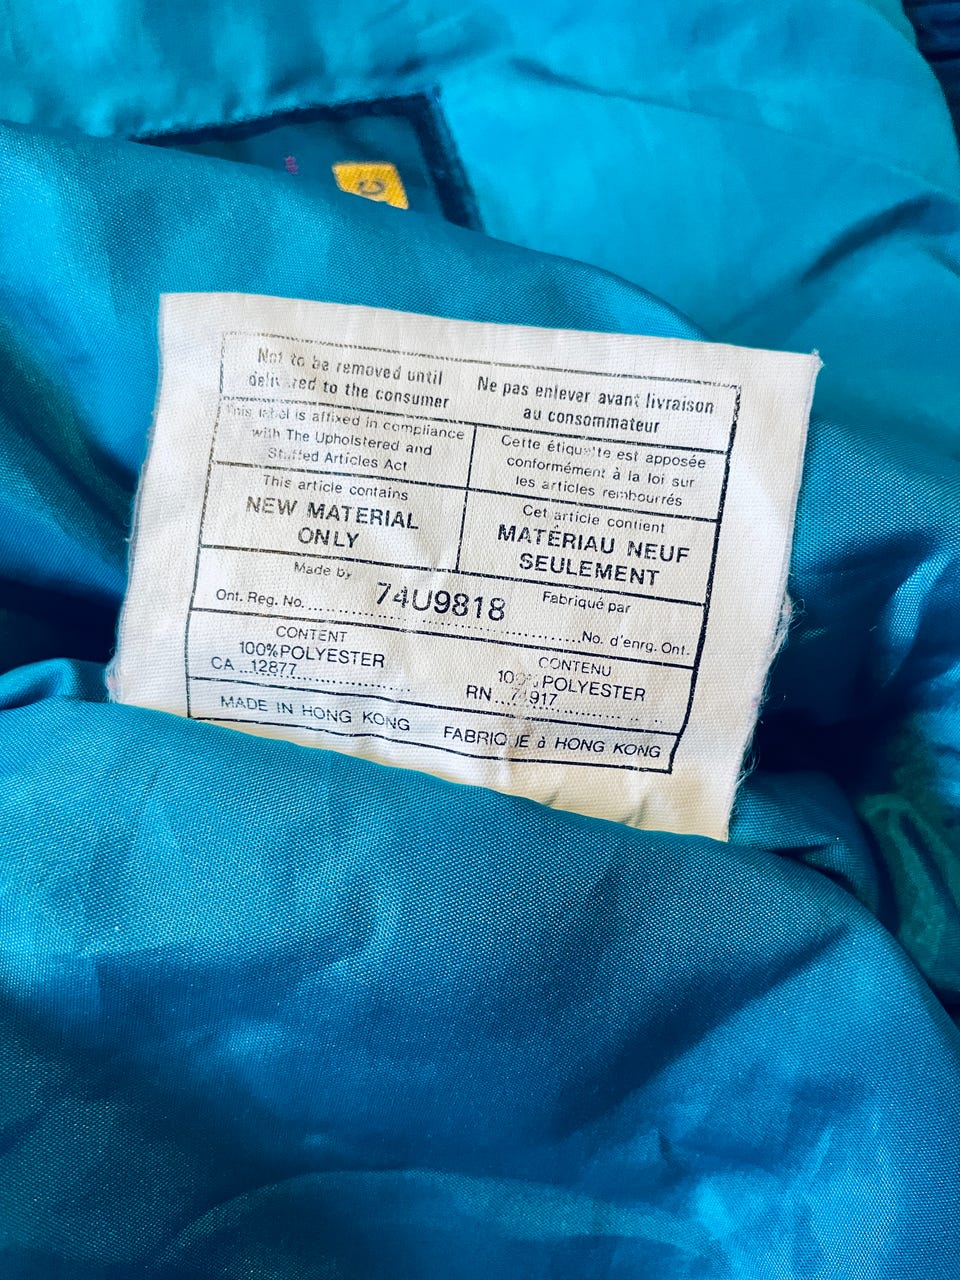 C
Not to be removed until
delivered to the consumer
Ne pas enlever avant livraison
au consommateur
This label is affixed in compliance
with The Upholstered and
Stuffed Articles Act
Cette étiquette est apposée
conformément à la loi sur
les articles rembourrés
This article contains
NEW MATERIAL
ONLY
Cet article contient
MATÉRIAU NEUF
SEULEMENT
Made by
Fabriqué par
Ont. Reg. No. 74U9818 No. d'enrg. Ont.
CONTENT
100% POLYESTER
CA 12877
CONTENU
100% POLYESTER
RN 71917
MADE IN HONG KONG
FABRIQUE à HONG KONG